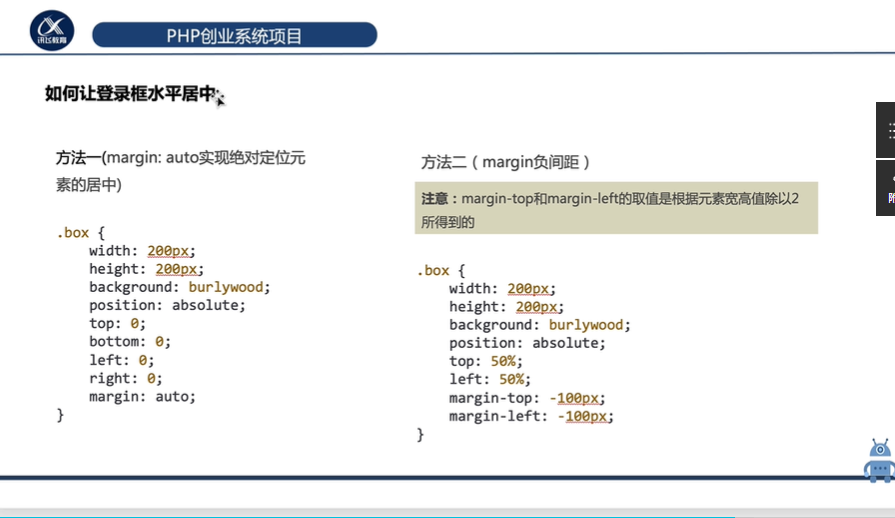 讯飞教育
PHP创业系统项目
如何让登录框水平居中
方法一(margin: auto实现绝对定位元
素的居中)
.box {
width: 200px;
height: 200px;
background: burlywood;
position: absolute;
top: 0;
bottom: 0;
left: 0;
right: 0;
margin: auto;
}
方法二（margin负间距）
注意：margin-top和margin-left的取值是根据元素宽高值除以2
所得到的
.box {
width: 200px;
height: 200px;
background: burlywood;
position: absolute;
top: 50%;
left: 50%;
margin-top: -100px;
margin-left: -100px;
}